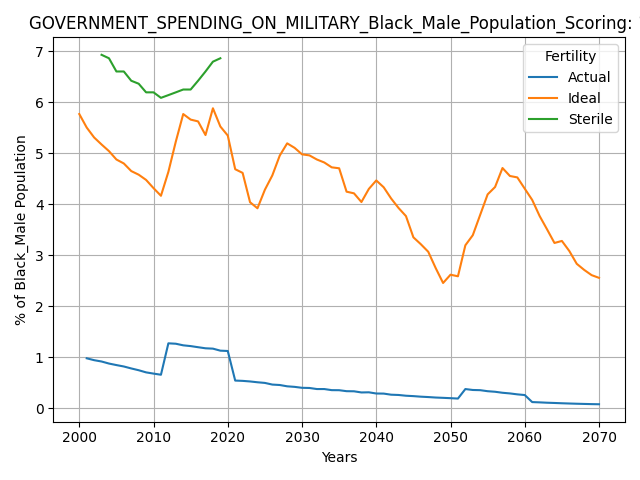 GOVERNMENT_SPENDING_ON_MILITARY_Black_Male_Population_Scoring:
Fertility
Actual
Ideal
Sterile
% of Black_Male Population
7
6
5
4
3
2
1
0
2000 2010 2020 2030 2040 2050 2060 2070
Years